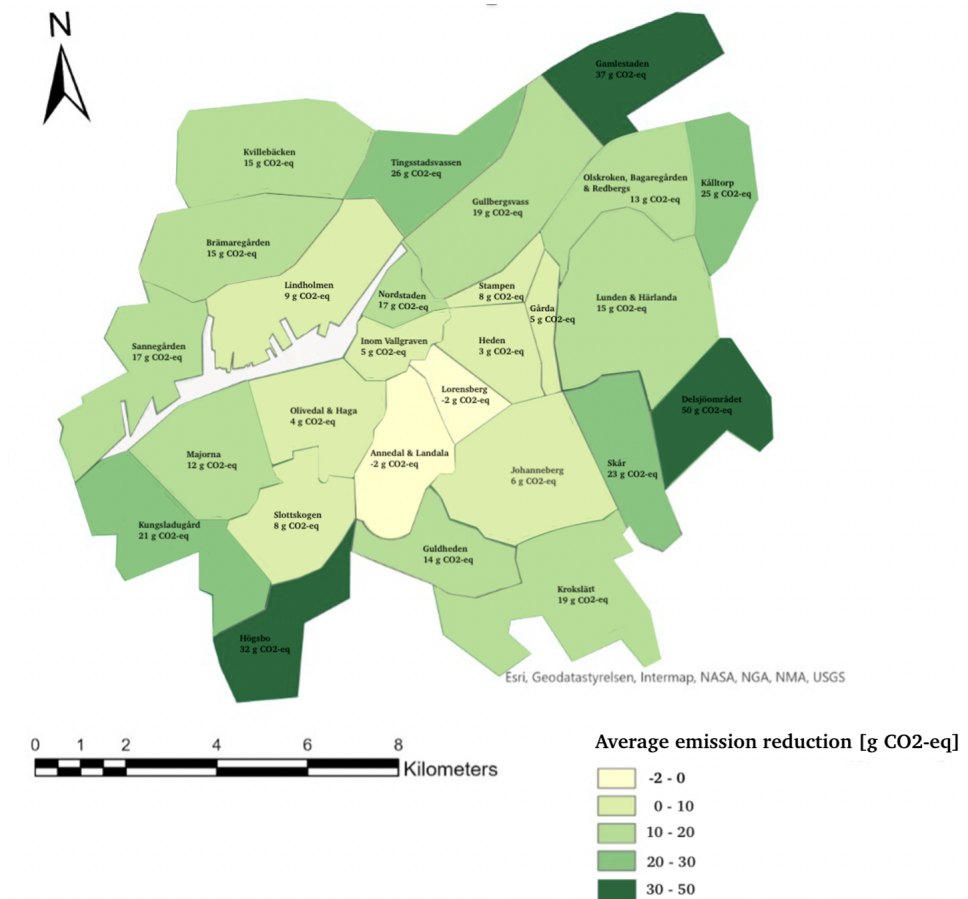 N
Gamlestaden
37 g CO2-eq
Kvillebäcken
15 g CO2-eq
Tingsstadsvassen
26 g CO2-eq
Olskroken, Bagaregården
& Redbergs
13 g CO2-eq
Kålltorp
25 g CO2-eq
Gullbergsvass
19 g CO2-eq
Brämaregården
15 g CO2-eq
Lindholmen
9 g CO2-eq
Nordstaden
17 g CO2-eq
Stampen
8 g CO2-eq
Gårda
5 g CO2-eq
Lunden & Härlanda
15 g CO2-eq
Sannegården
17 g CO2-eq
Inom Vallgraven
5 g CO2-eq
Heden
3 g CO2-eq
Lorensberg
-2 g CO2-eq
Delsjöområdet
50 g CO2-eq
Olivedal & Haga
4 g CO2-eq
Majorna
12 g CO2-eq
Annedal & Landala
-2 g CO2-eq
Johanneberg
6 g CO2-eq
Skår
23 g CO2-eq
Slottskogen
8 g CO2-eq
Kungsladugård
21 g CO2-eq
Guldheden
14 g CO2-eq
Krokslätt
19 g CO2-eq
Högsbo
32 g CO2-eq
Esri, Geodatastyrelsen, Intermap, NASA, NGA, NMA, USGS
0 1 2 4 6 8
Kilometers
Average emission reduction [g CO2-eq]
-2 - 0
0 - 10
10 - 20
20 - 30
30 - 50